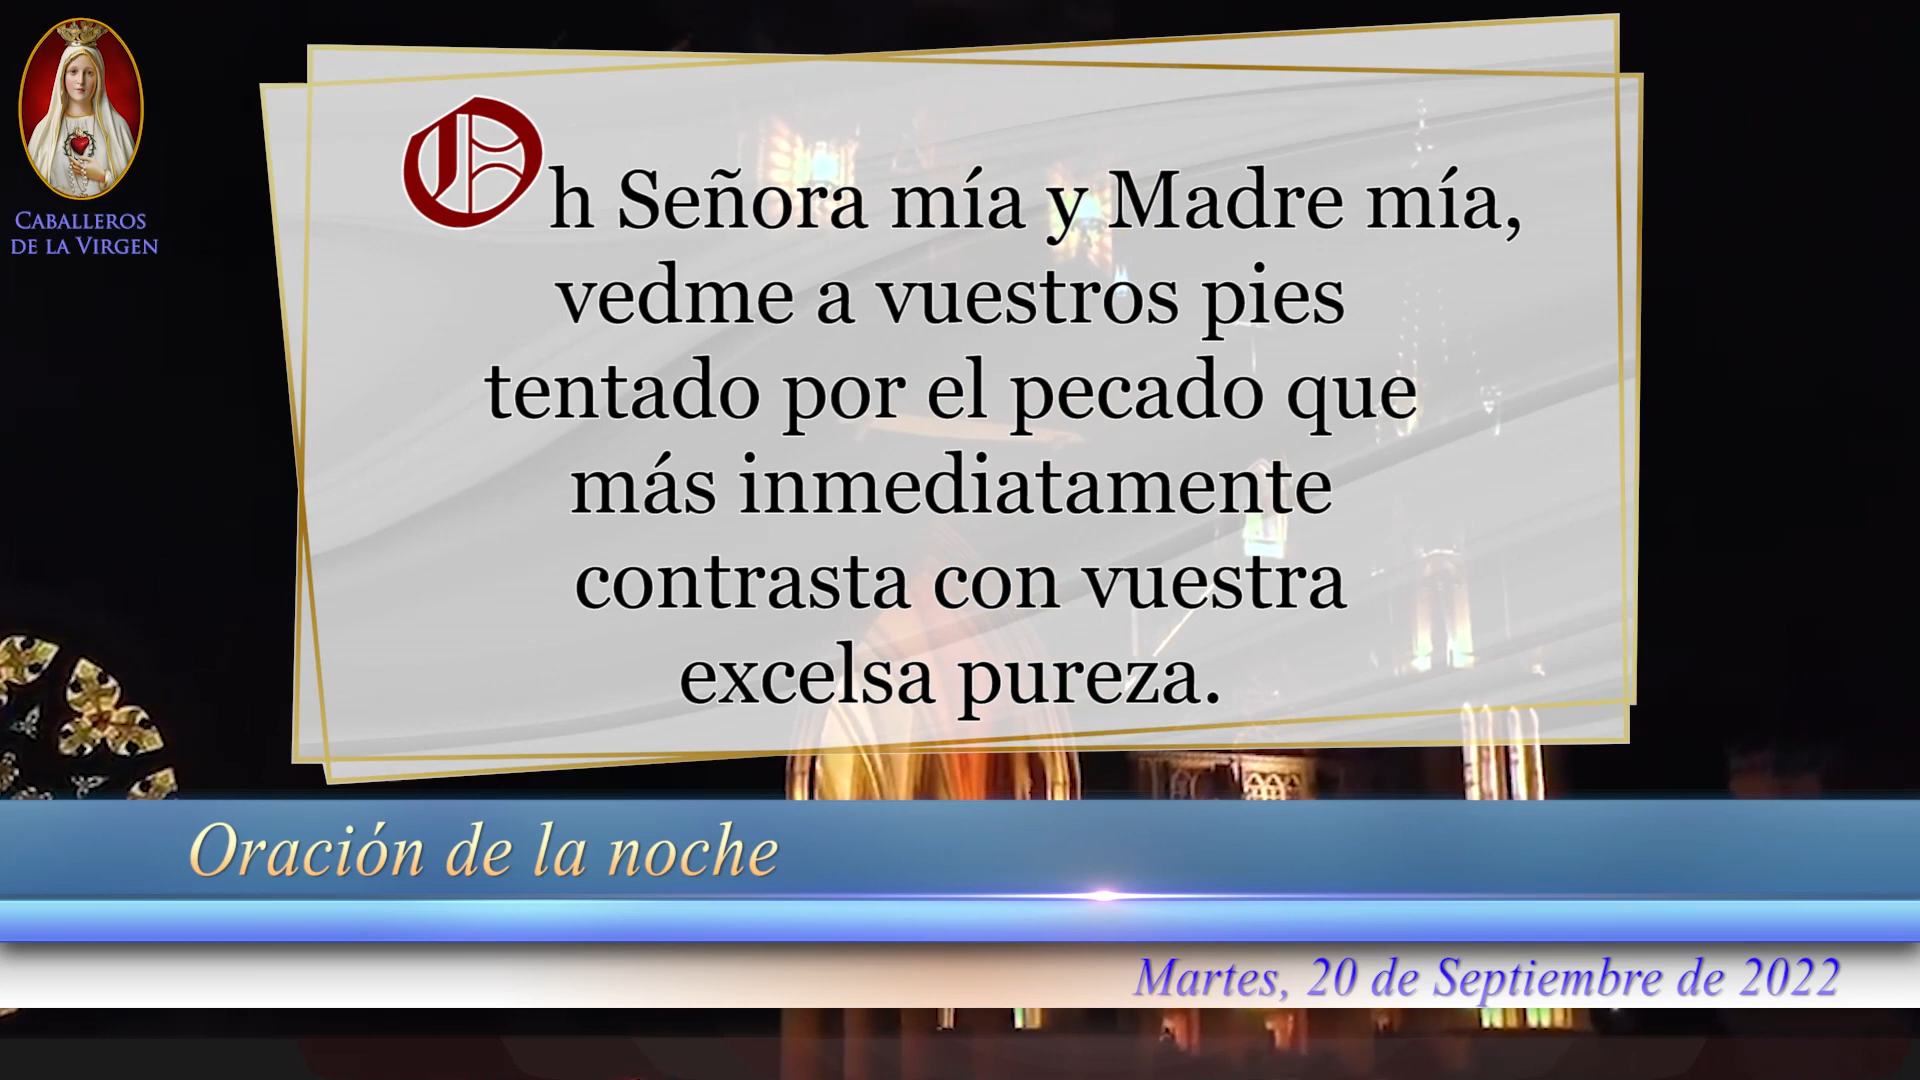 CABALLEROS
DE LA VIRGEN
Oh Señora mía y Madre mía,
vedme a vuestros pies
tentado por el pecado que
más inmediatamente
contrasta con vuestra
excelsa pureza.
Oración de la noche
Martes, 20 de Septiembre de 2022